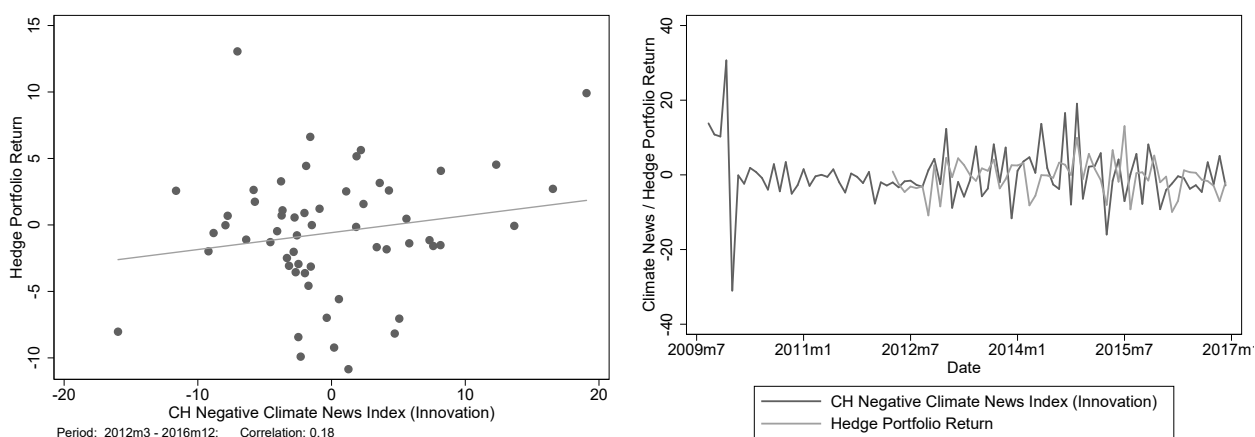 15
10
5
0
-5
-10
Hedge Portfolio Return
-20 -10 0 10 20
CH Negative Climate News Index (Innovation)
Period: 2012m3 - 2016m12; Correlation: 0.18
40
20
0
-20
-40
Climate News / Hedge Portfolio Return
2009m7 2011m1 2012m7 2014m1 2015m7 2017m1
Date
CH Negative Climate News Index (Innovation)
Hedge Portfolio Return